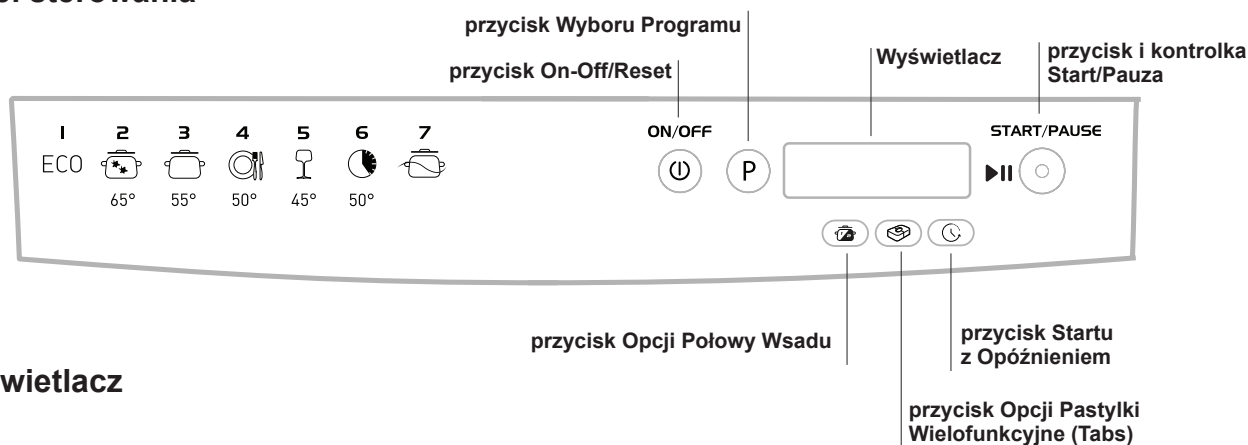 sterowania
przycisk Wyboru Programu
Wyświetlacz
przycisk i kontrolka
Start/Pauza
przycisk On-Off/Reset
1 2 3 4 5 6 7
ECO
65° 55° 50° 45° 50°
ON/OFF
P
START/PAUSE
przycisk Opcji Połowy Wsadu
przycisk Startu
z Opóźnieniem
wietlacz
przycisk Opcji Pastylki
Wielofunkcyjne (Tabs)